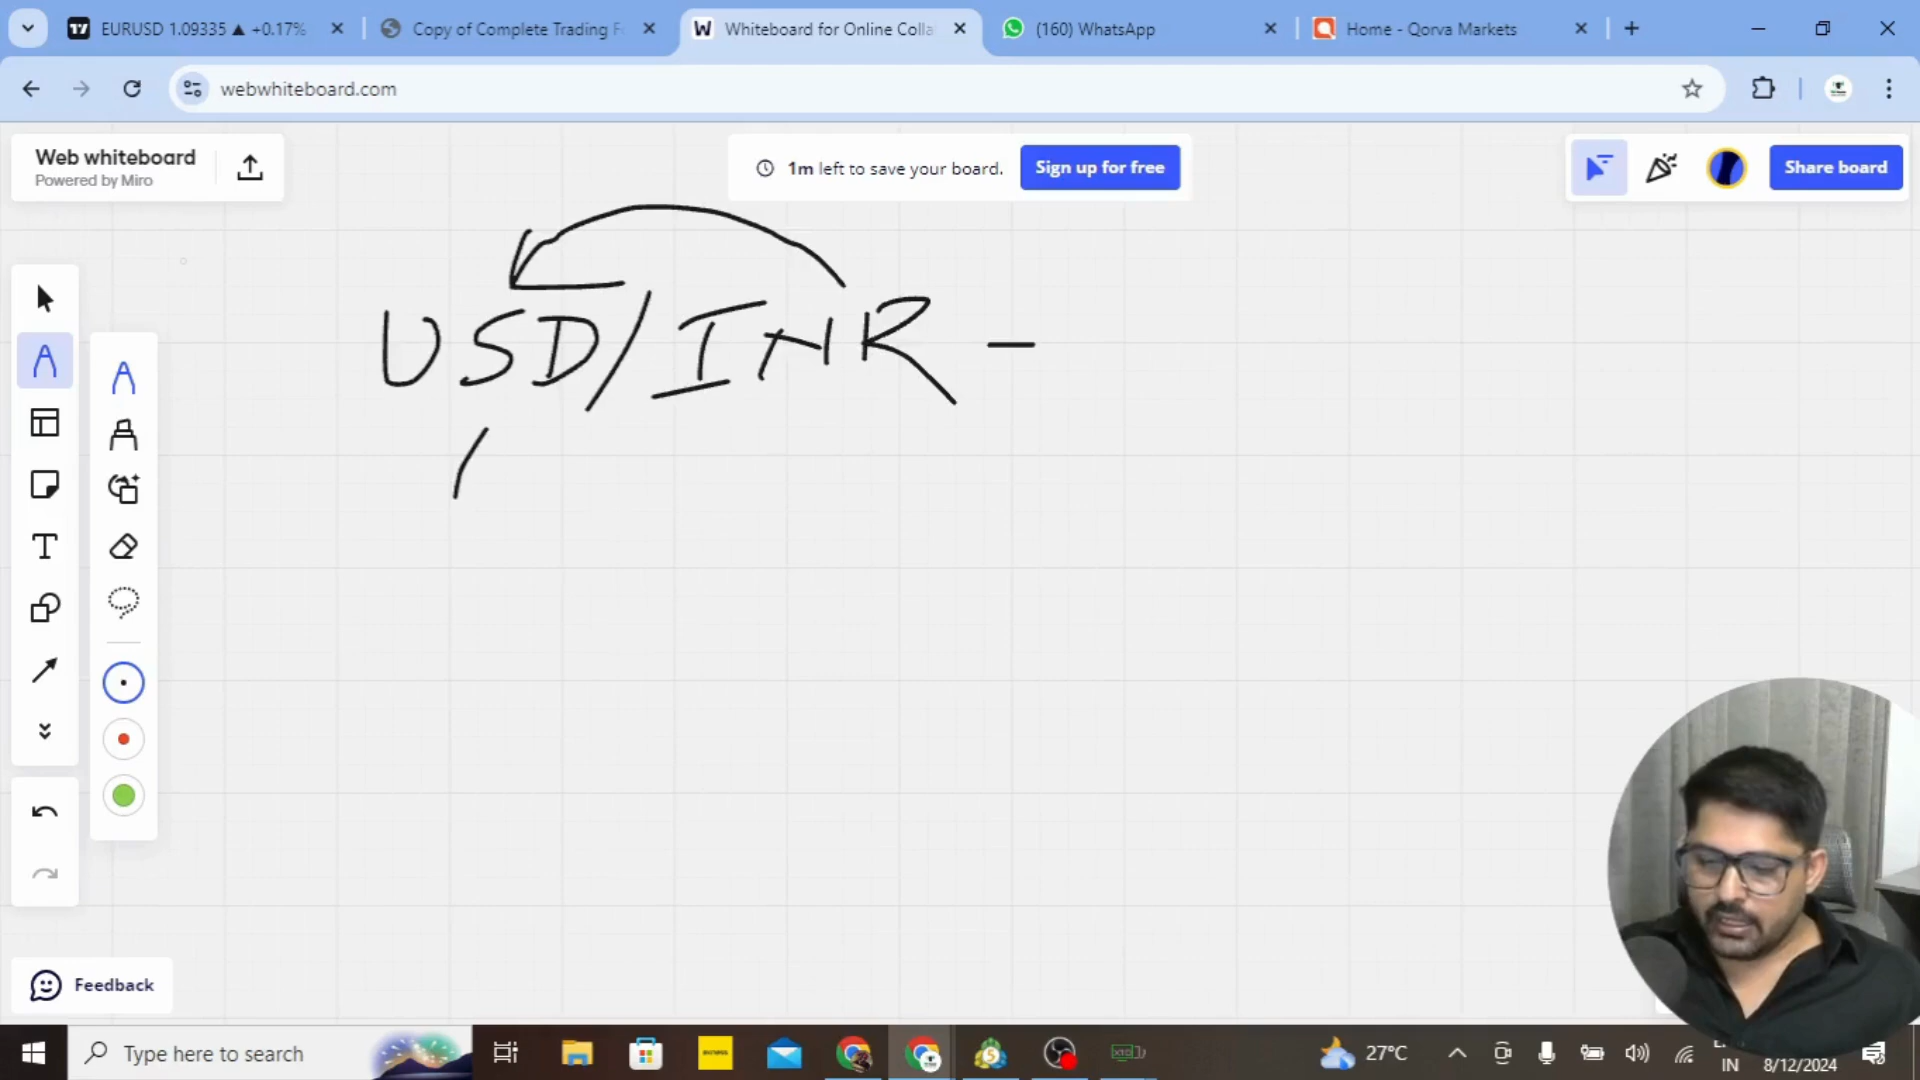 EURUSD 1.09335 ▲ +0.17%
Copy of Complete Trading F
Whiteboard for Online Colla
(160) WhatsApp
Home - Qorva Markets
webwhiteboard.com
Web whiteboard
Powered by Miro
1m left to save your board.
Sign up for free
Share board
USD/INR -
Feedback
Type here to search
27°C
IN
8/12/2024